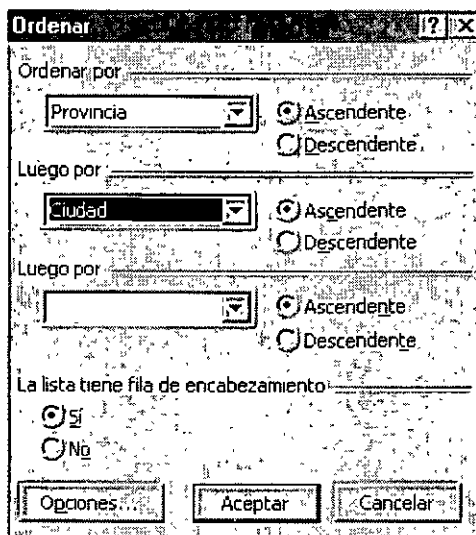 Ordenar ? X
Ordenar por
Provincia Ascendente
Descendente
Luego por
Ciudad Ascendente
Descendente
Luego por
Ascendente
Descendente
La lista tiene fila de encabezamiento
Sí
No
Opciones... Aceptar Cancelar